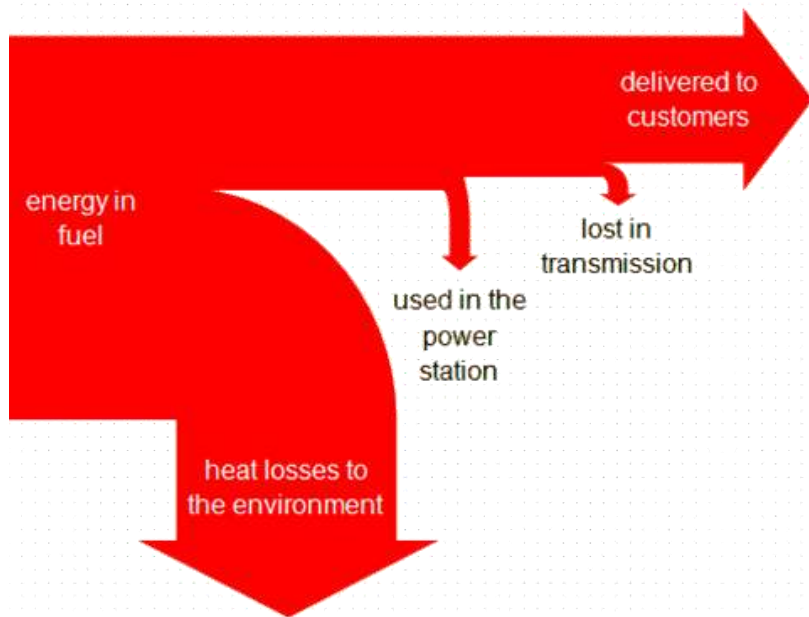 delivered to
customers
energy in
fuel
lost in
transmission
used in the
power
station
heat losses to
the environment